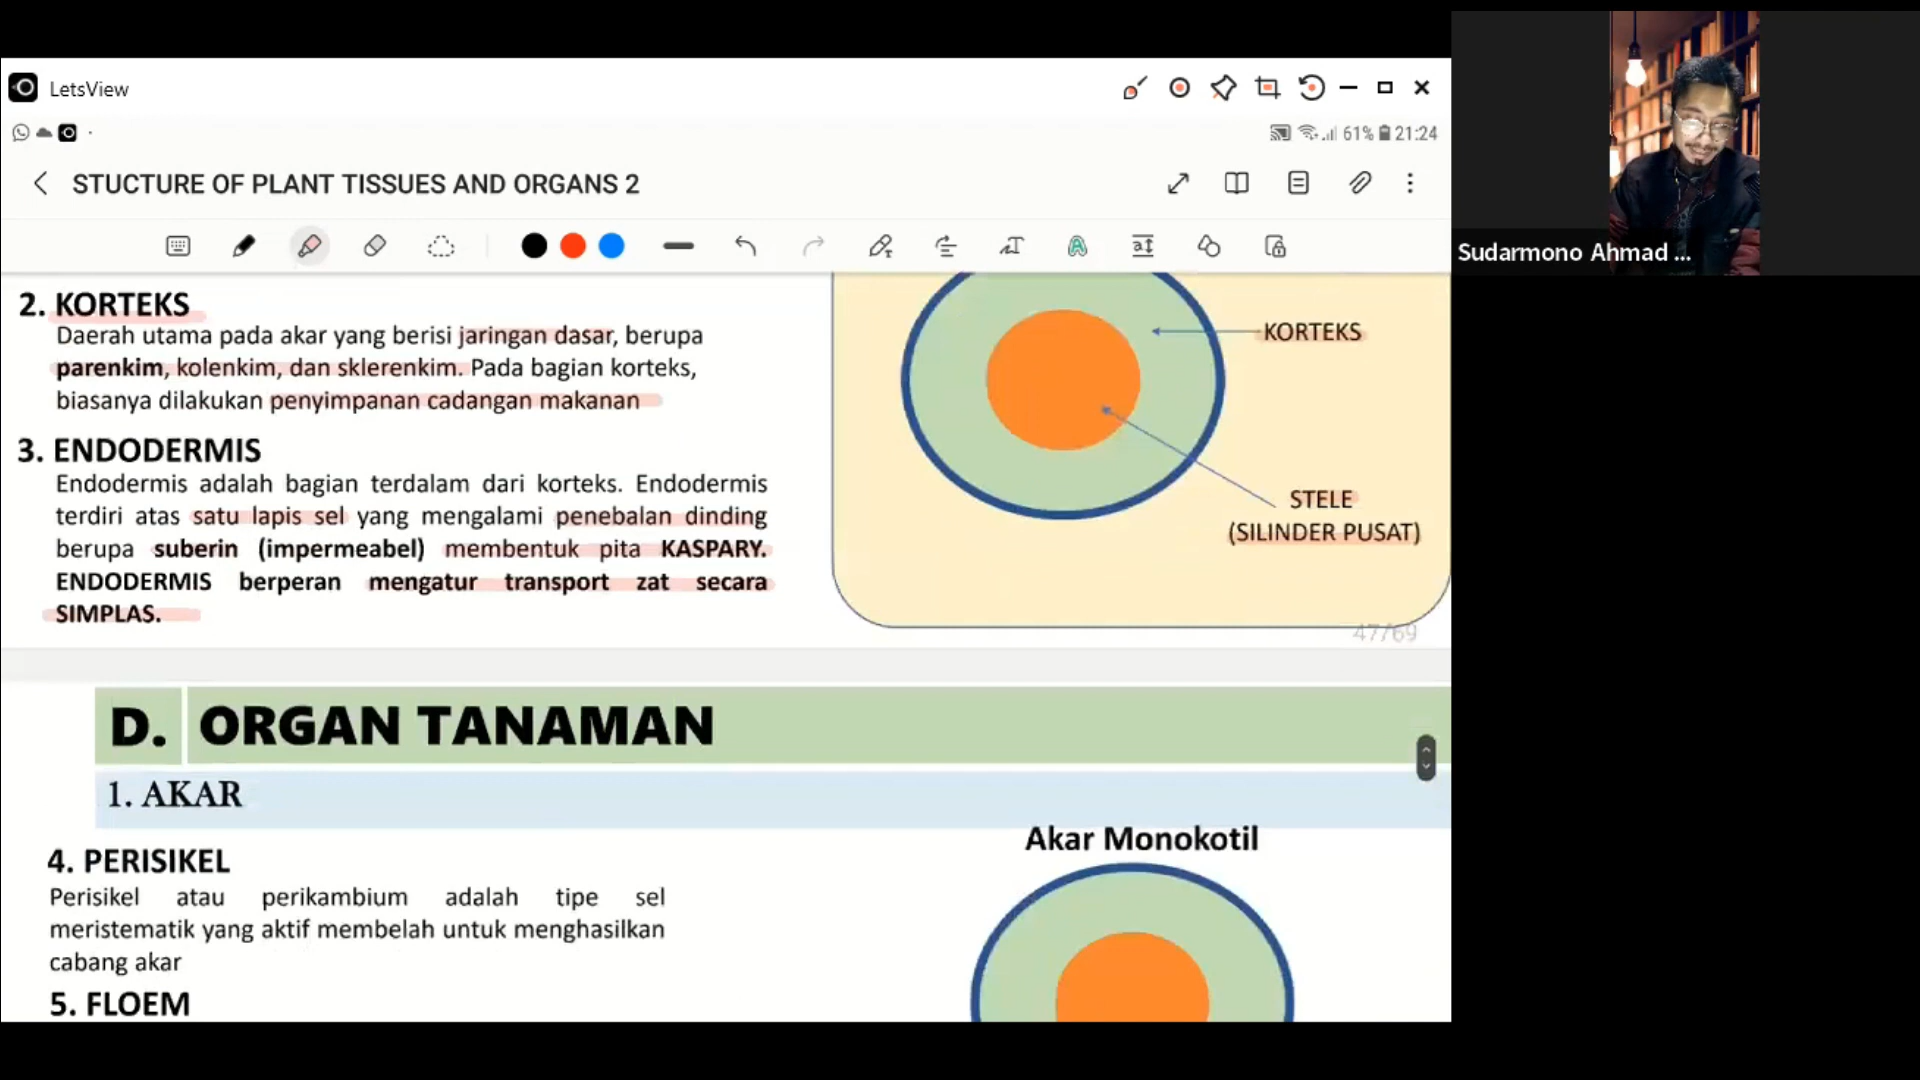 LetsView
61% 21:24
STUCTURE OF PLANT TISSUES AND ORGANS 2
2. KORTEKS
Daerah utama pada akar yang berisi jaringan dasar, berupa
parenkim, kolenkim, dan sklerenkim. Pada bagian korteks,
biasanya dilakukan penyimpanan cadangan makanan
3. ENDODERMIS
Endodermis adalah bagian terdalam dari korteks. Endodermis
terdiri atas satu lapis sel yang mengalami penebalan dinding
berupa suberin (impermeabel) membentuk pita KASPARY.
ENDODERMIS berperan mengatur transport zat secara
SIMPLAS.
KORTEKS
STELE
(SILINDER PUSAT)
47/69
D. ORGAN TANAMAN
1. AKAR
4. PERISIKEL
Perisikel atau perikambium adalah tipe sel
meristematik yang aktif membelah untuk menghasilkan
cabang akar
5. FLOEM
Akar Monokotil
Sudarmono Ahmad ...